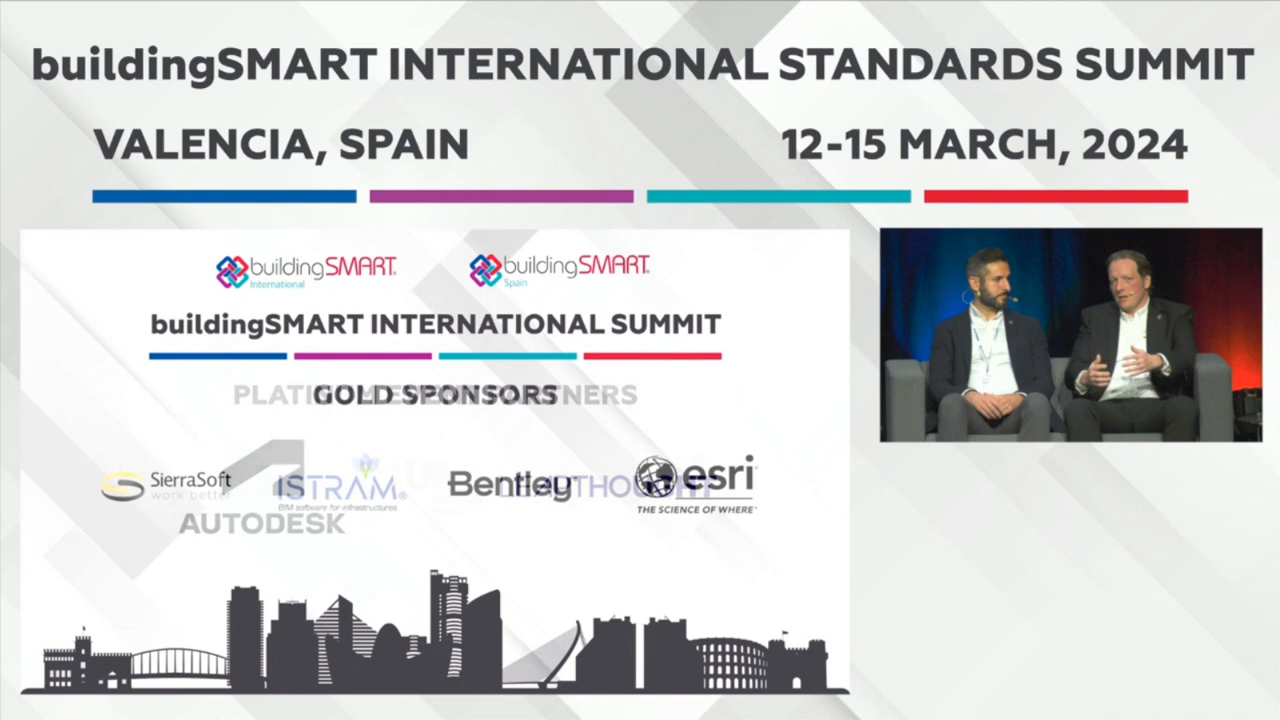 buildingSMART INTERNATIONAL STANDARDS SUMMIT
VALENCIA, SPAIN
12-15 MARCH, 2024
buildingSMART
International
buildingSMART
Spain
buildingSMART INTERNATIONAL SUMMIT
GOLD SPONSORS
SierraSoft
work better
ISTRAM
BIM software for infrastructures
Bentley
esri
THE SCIENCE OF WHERE
AUTODESK